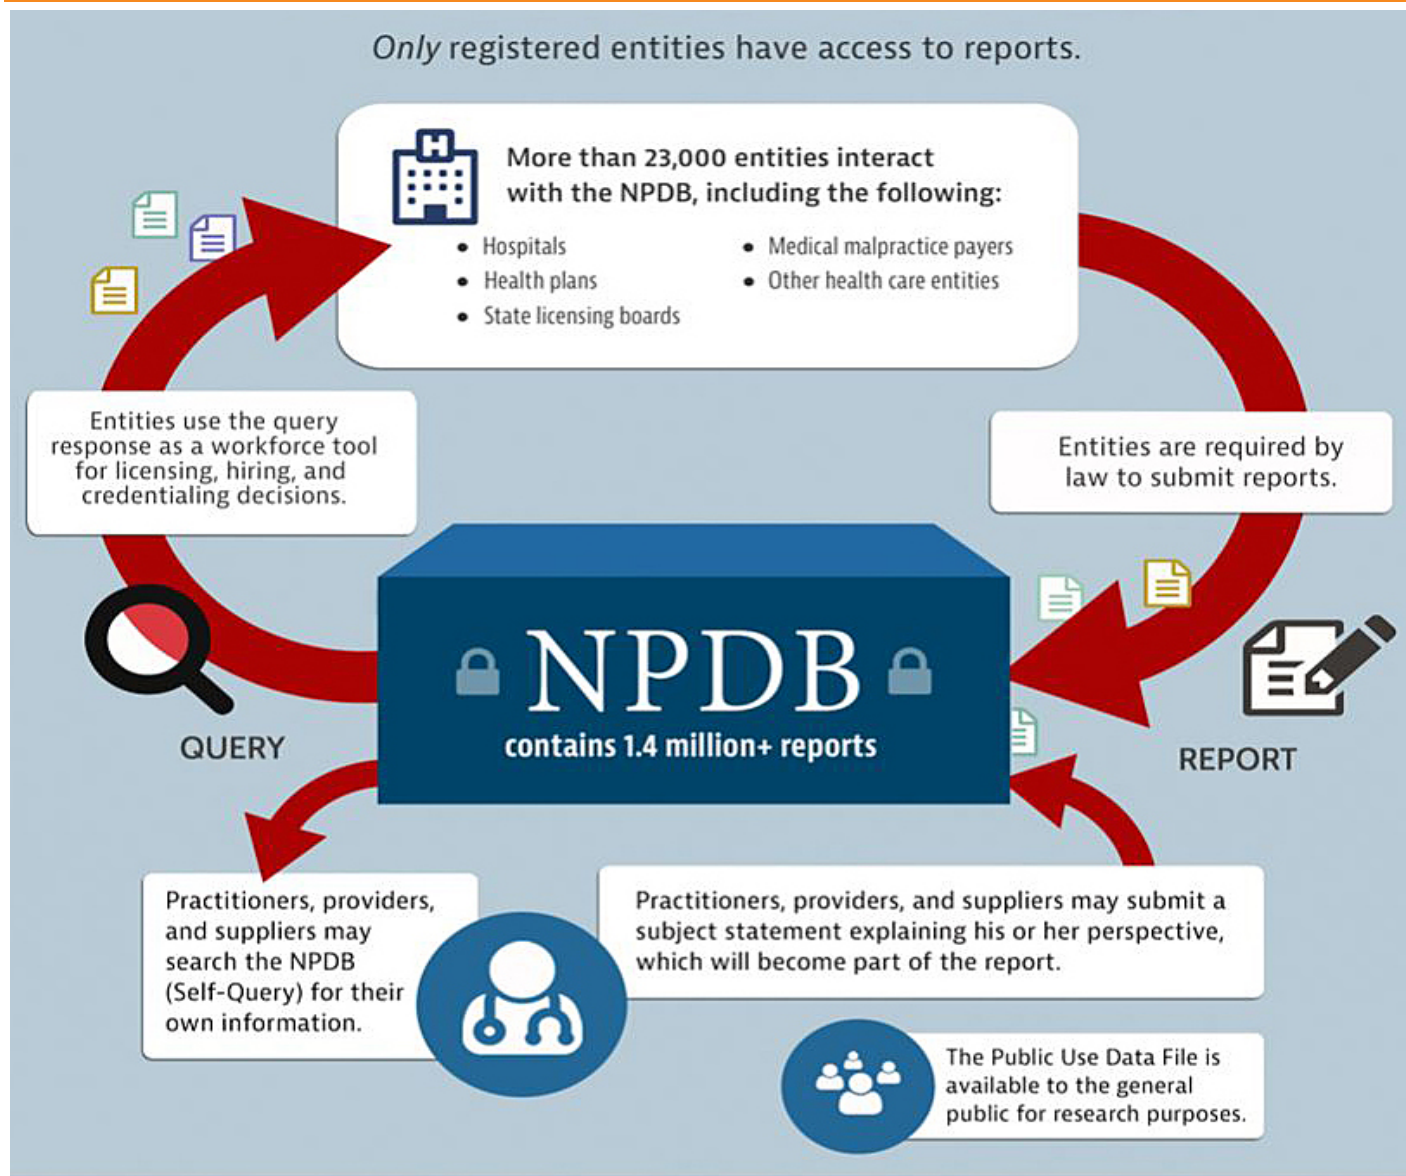 Only registered entities have access to reports.
More than 23,000 entities interact
with the NPDB, including the following:
• Hospitals
• Health plans
• State licensing boards
• Medical malpractice payers
• Other health care entities
Entities use the query
response as a workforce tool
for licensing, hiring, and
credentialing decisions.
Entities are required by
law to submit reports.
NPDB
contains 1.4 million+ reports
QUERY
REPORT
Practitioners, providers,
and suppliers may
search the NPDB
(Self-Query) for their
own information.
Practitioners, providers, and suppliers may submit a
subject statement explaining his or her perspective,
which will become part of the report.
The Public Use Data File is
available to the general
public for research purposes.